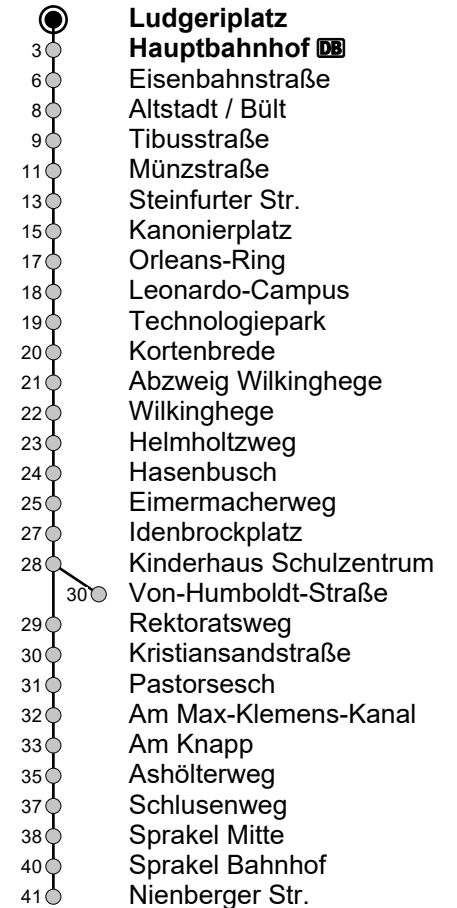 Ludgeriplatz
3 Hauptbahnhof DB
6 Eisenbahnstraße
8 Altstadt / Bült
9 Tibusstraße
11 Münzstraße
13 Steinfurter Str.
15 Kanonierplatz
17 Orleans-Ring
18 Leonardo-Campus
19 Technologiepark
20 Kortenbrede
21 Abzweig Wilkinghege
22 Wilkinghege
23 Helmholtzweg
24 Hasenbusch
25 Eimermacherweg
27 Idenbrockplatz
28 Kinderhaus Schulzentrum
30 Von-Humboldt-Straße
29 Rektoratsweg
30 Kristiansandstraße
31 Pastorsesch
32 Am Max-Klemens-Kanal
33 Am Knapp
35 Ashölterweg
37 Schlusenweg
38 Sprakel Mitte
40 Sprakel Bahnhof
41 Nienberger Str.